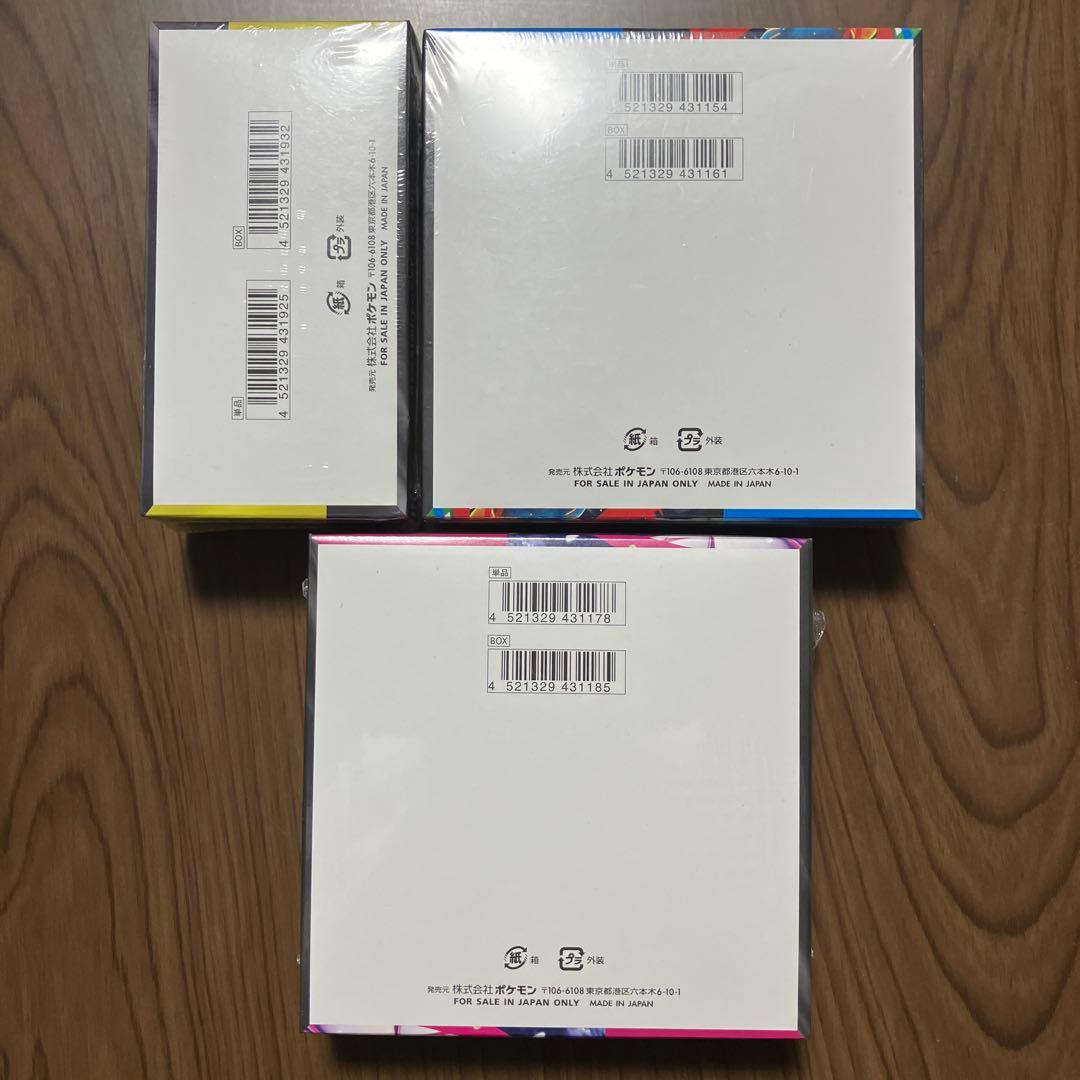 BOX
4 521329 431932
単品
4 521329 431925
プラ 外装
紙 箱
発売元 株式会社ポケモン 〒106-6108 東京都港区六本木6-10-1
FOR SALE IN JAPAN ONLY MADE IN JAPAN
単品
521329 431154
BOX
4 521329 431161
紙 箱 プラ 外装
発売元 株式会社ポケモン 〒106-6108 東京都港区六本木6-10-1
FOR SALE IN JAPAN ONLY MADE IN JAPAN
単品
4 521329 431178
BOX
4 521329 431185
紙 箱 プラ 外装
発売元 株式会社ポケモン 〒106-6108 東京都港区六本木6-10-1
FOR SALE IN JAPAN ONLY MADE IN JAPAN